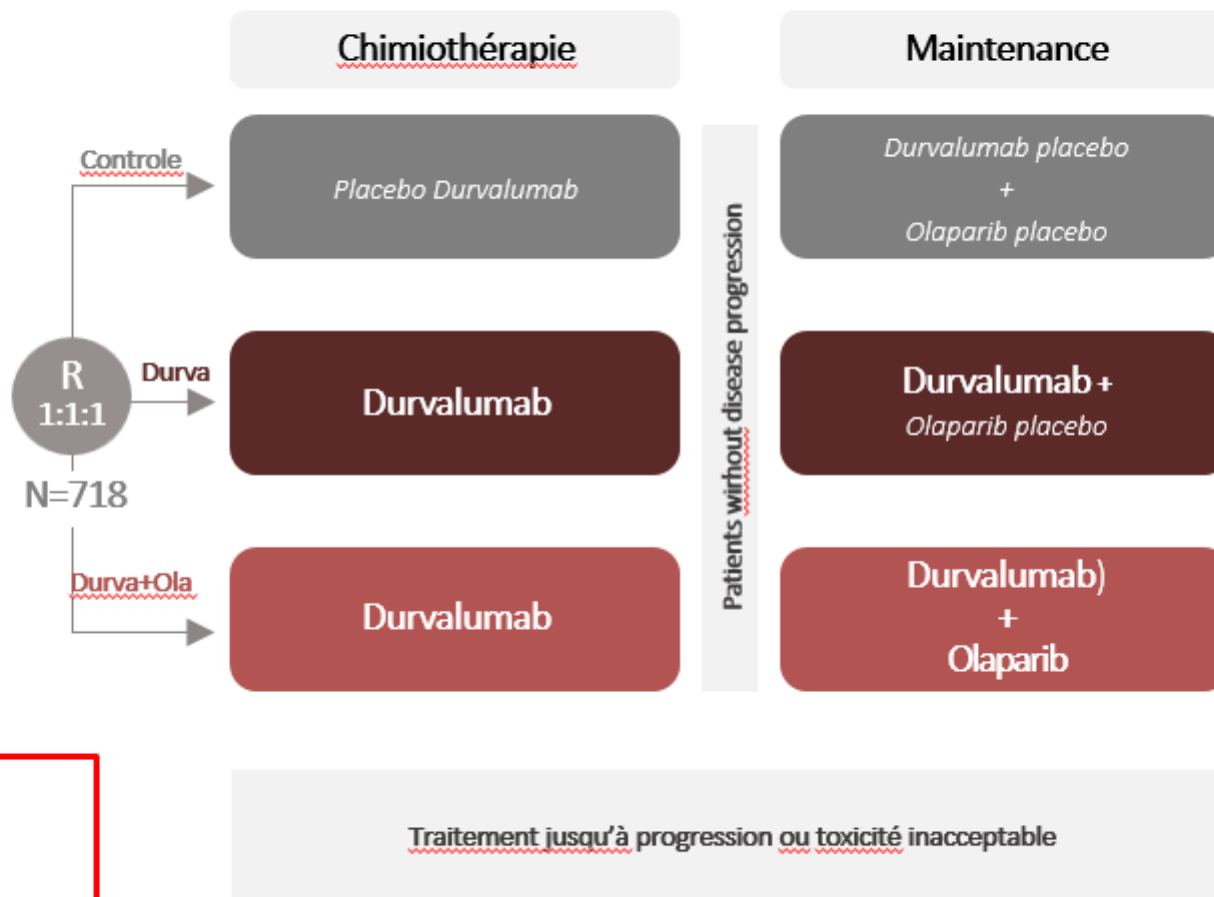 Chimiothérapie
Maintenance
Controle
Placebo Durvalumab
Durvalumab placebo
+
Olaparib placebo
R
1:1:1
N=718
Durva
Durvalumab
Durvalumab +
Olaparib placebo
Patients wirhout disease progression
Durva+Ola
Durvalumab
Durvalumab)
+
Olaparib
Traitement jusqu'à progression ou toxicité inacceptable